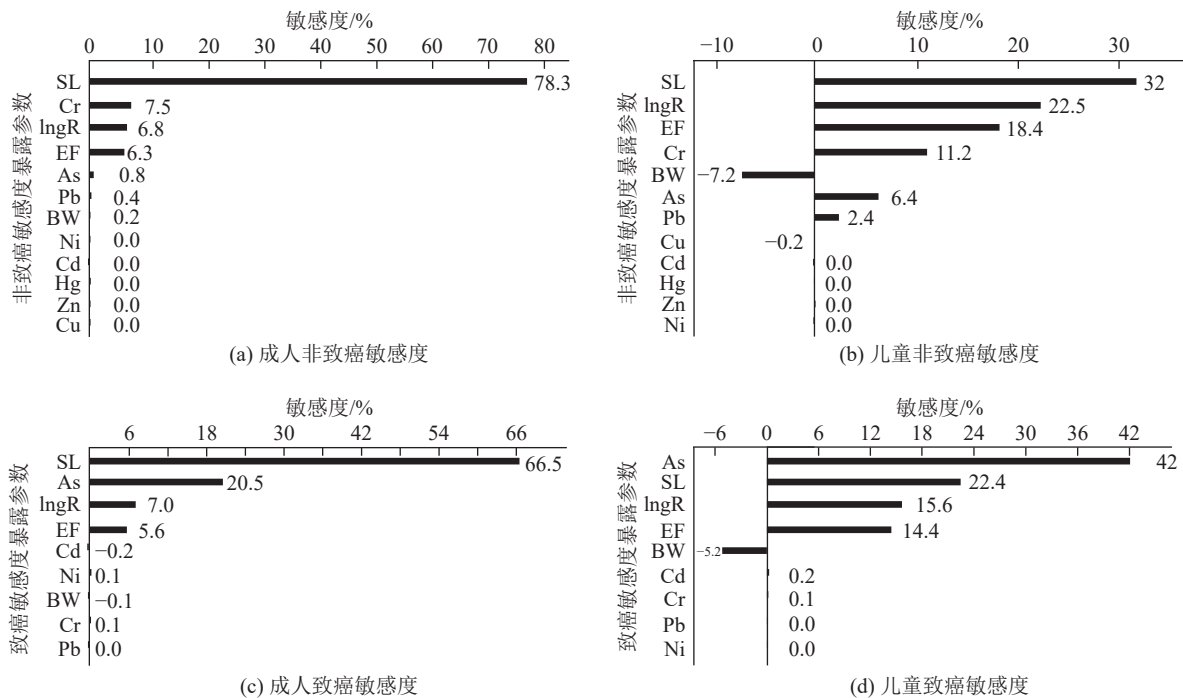 敏感度/%
0 10 20 30 40 50 60 70 80
非致癌敏感度暴露参数
SL 78.3
Cr 7.5
lngR 6.8
EF 6.3
As 0.8
Pb 0.4
BW 0.2
Ni 0.0
Cd 0.0
Hg 0.0
Zn 0.0
Cu 0.0
(a) 成人非致癌敏感度
敏感度/%
−10 0 10 20 30
非致癌敏感度暴露参数
SL 32
lngR 22.5
EF 18.4
Cr 11.2
BW −7.2
As 6.4
Pb 2.4
Cu −0.2
Cd 0.0
Hg 0.0
Zn 0.0
Ni 0.0
(b) 儿童非致癌敏感度
敏感度/%
6 18 30 42 54 66
致癌敏感度暴露参数
SL 66.5
As 20.5
lngR 7.0
EF 5.6
Cd −0.2
Ni 0.1
BW −0.1
Cr 0.1
Pb 0.0
(c) 成人致癌敏感度
敏感度/%
−6 0 6 12 18 24 30 36 42
致癌敏感度暴露参数
As 42
SL 22.4
lngR 15.6
EF 14.4
BW −5.2
Cd 0.2
Cr 0.1
Pb 0.0
Ni 0.0
(d) 儿童致癌敏感度